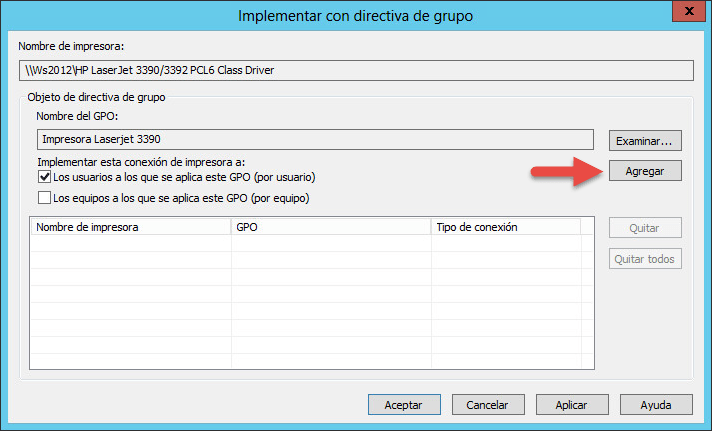 Implementar con directiva de grupo
x
Nombre de impresora:
\\Ws2012\HP LaserJet 3390/3392 PCL6 Class Driver
Objeto de directiva de grupo
Nombre del GPO:
Impresora Laserjet 3390
Examinar...
Implementar esta conexión de impresora a:
Los usuarios a los que se aplica este GPO (por usuario)
Agregar
Los equipos a los que se aplica este GPO (por equipo)
Nombre de impresora GPO Tipo de conexión
Quitar
Quitar todos
Aceptar Cancelar Aplicar Ayuda